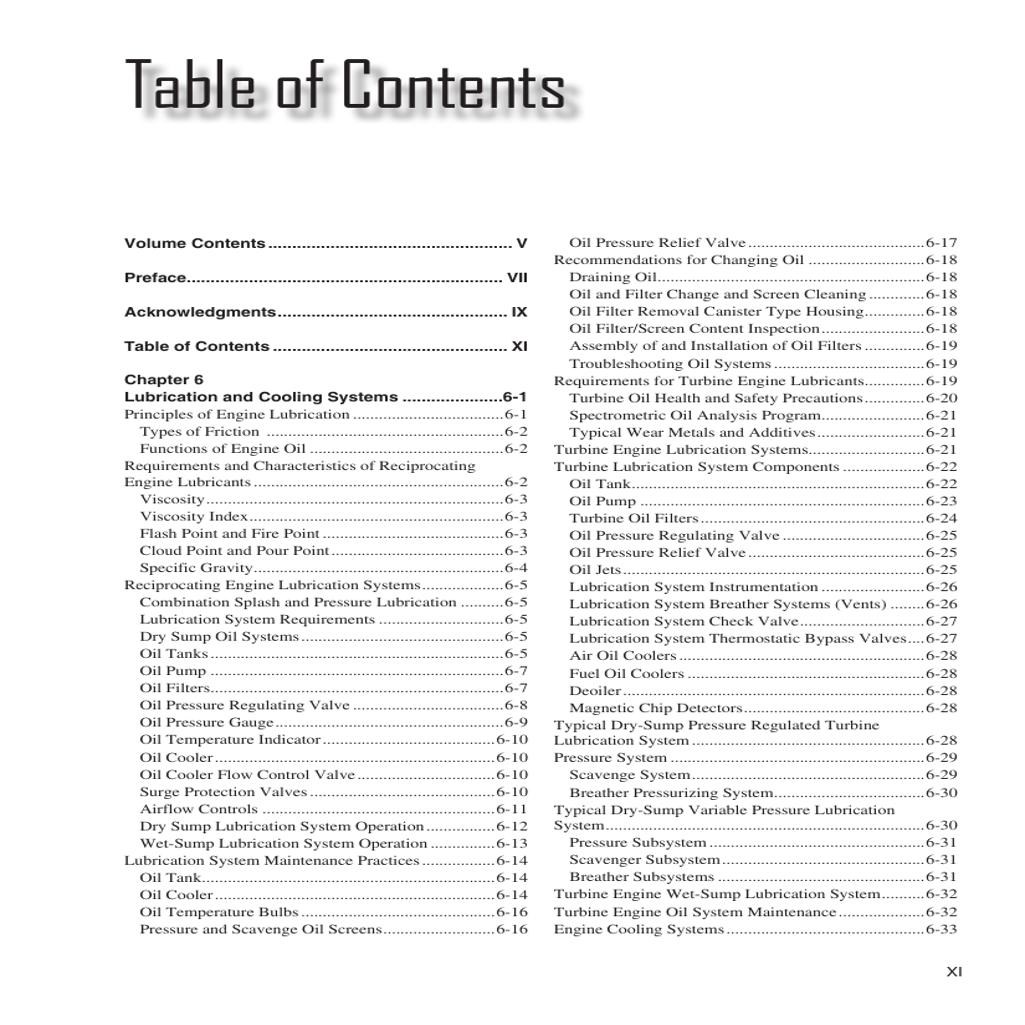 Table of Contents
Volume Contents ................................................... V
Preface.................................................................. VII
Acknowledgments................................................ IX
Table of Contents ................................................. XI
Chapter 6
Lubrication and Cooling Systems .....................6-1
Principles of Engine Lubrication ...................................6-1
Types of Friction .......................................................6-2
Functions of Engine Oil .............................................6-2
Requirements and Characteristics of Reciprocating
Engine Lubricants ..........................................................6-2
Viscosity.....................................................................6-3
Viscosity Index...........................................................6-3
Flash Point and Fire Point ..........................................6-3
Cloud Point and Pour Point........................................6-3
Specific Gravity..........................................................6-4
Reciprocating Engine Lubrication Systems...................6-5
Combination Splash and Pressure Lubrication ..........6-5
Lubrication System Requirements .............................6-5
Dry Sump Oil Systems...............................................6-5
Oil Tanks....................................................................6-5
Oil Pump ....................................................................6-7
Oil Filters....................................................................6-7
Oil Pressure Regulating Valve ...................................6-8
Oil Pressure Gauge.....................................................6-9
Oil Temperature Indicator........................................6-10
Oil Cooler.................................................................6-10
Oil Cooler Flow Control Valve................................6-10
Surge Protection Valves ...........................................6-10
Airflow Controls ......................................................6-11
Dry Sump Lubrication System Operation................6-12
Wet-Sump Lubrication System Operation ...............6-13
Lubrication System Maintenance Practices .................6-14
Oil Tank....................................................................6-14
Oil Cooler.................................................................6-14
Oil Temperature Bulbs .............................................6-16
Pressure and Scavenge Oil Screens..........................6-16
Oil Pressure Relief Valve.........................................6-17
Recommendations for Changing Oil ...........................6-18
Draining Oil..............................................................6-18
Oil and Filter Change and Screen Cleaning .............6-18
Oil Filter Removal Canister Type Housing..............6-18
Oil Filter/Screen Content Inspection........................6-18
Assembly of and Installation of Oil Filters ..............6-19
Troubleshooting Oil Systems ...................................6-19
Requirements for Turbine Engine Lubricants..............6-19
Turbine Oil Health and Safety Precautions..............6-20
Spectrometric Oil Analysis Program........................6-21
Typical Wear Metals and Additives.........................6-21
Turbine Engine Lubrication Systems...........................6-21
Turbine Lubrication System Components ...................6-22
Oil Tank....................................................................6-22
Oil Pump ..................................................................6-23
Turbine Oil Filters....................................................6-24
Oil Pressure Regulating Valve .................................6-25
Oil Pressure Relief Valve.........................................6-25
Oil Jets......................................................................6-25
Lubrication System Instrumentation ........................6-26
Lubrication System Breather Systems (Vents) ........6-26
Lubrication System Check Valve.............................6-27
Lubrication System Thermostatic Bypass Valves....6-27
Air Oil Coolers .........................................................6-28
Fuel Oil Coolers .......................................................6-28
Deoiler......................................................................6-28
Magnetic Chip Detectors..........................................6-28
Typical Dry-Sump Pressure Regulated Turbine
Lubrication System ......................................................6-28
Pressure System ...........................................................6-29
Scavenge System......................................................6-29
Breather Pressurizing System...................................6-30
Typical Dry-Sump Variable Pressure Lubrication
System..........................................................................6-30
Pressure Subsystem ..................................................6-31
Scavenger Subsystem...............................................6-31
Breather Subsystems ................................................6-31
Turbine Engine Wet-Sump Lubrication System..........6-32
Turbine Engine Oil System Maintenance ....................6-32
Engine Cooling Systems ..............................................6-33
XI